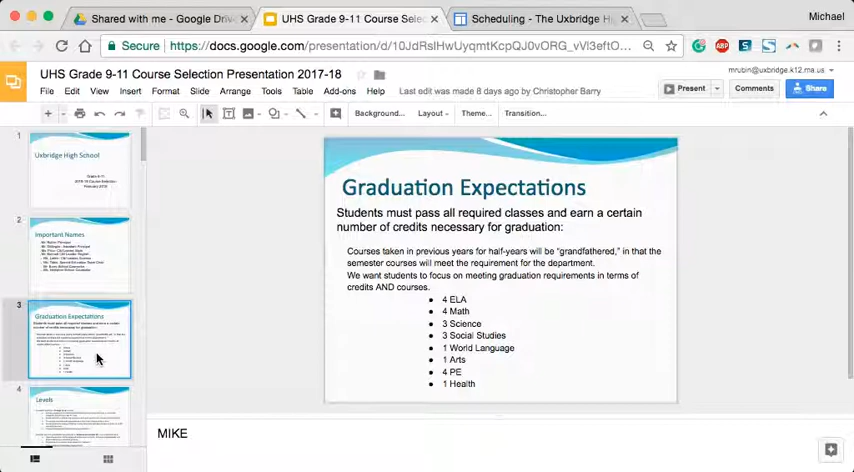 Shared with me - Google Driv
UHS Grade 9-11 Course Selec
Scheduling - The Uxbridge Hi
Michael
Secure
https://docs.google.com/presentation/d/10JdRslHwUyqmtKcpQJ0vORG_vVl3eftO...
ABP
S
UHS Grade 9-11 Course Selection Presentation 2017-18
mrubin@uxbridge.k12.ma.us
File Edit View Insert Format Slide Arrange Tools Table Add-ons Help
Last edit was made 8 days ago by Christopher Barry
Present
Comments
Share
Background...
Layout
Theme...
Transition...
1
Uxbridge High School
2
Important Names
3
Graduation Expectations
4
Levels
Graduation Expectations
Students must pass all required classes and earn a certain
number of credits necessary for graduation:
Courses taken in previous years for half-years will be “grandfathered,” in that the
semester courses will meet the requirement for the department.
We want students to focus on meeting graduation requirements in terms of
credits AND courses.
● 4 ELA
● 4 Math
● 3 Science
● 3 Social Studies
● 1 World Language
● 1 Arts
● 4 PE
● 1 Health
MIKE